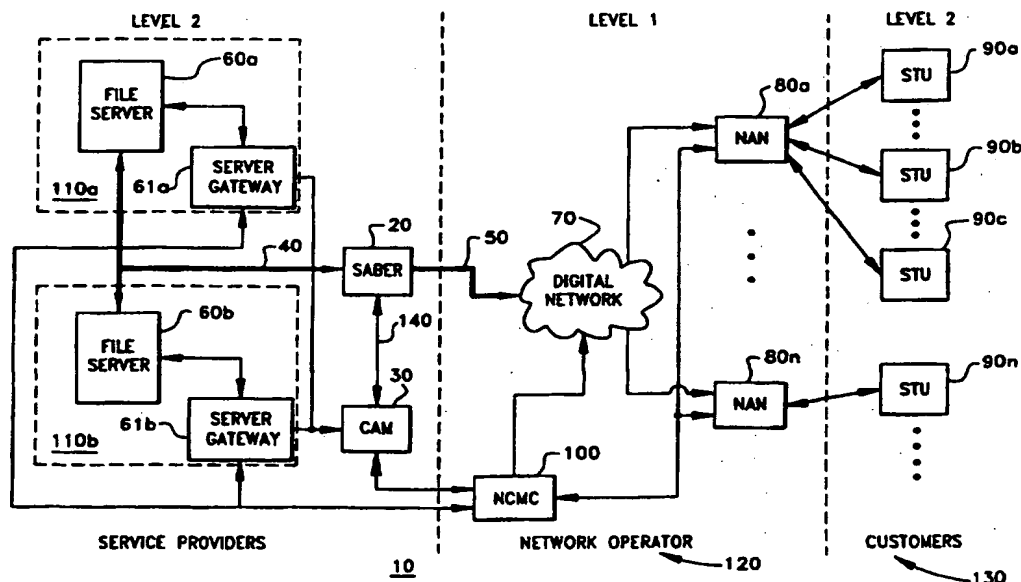 LEVEL 2
LEVEL 1
LEVEL 2
60a
FILE
SERVER
110a
61a
SERVER
GATEWAY
40
20
SABER
50
140
60b
FILE
SERVER
110b
61b
SERVER
GATEWAY
30
CAM
70
DIGITAL
NETWORK
80a
NAN
80n
NAN
100
NCMC
90a
STU
90b
STU
90c
STU
90n
STU
SERVICE PROVIDERS
10
NETWORK OPERATOR
120
CUSTOMERS
130